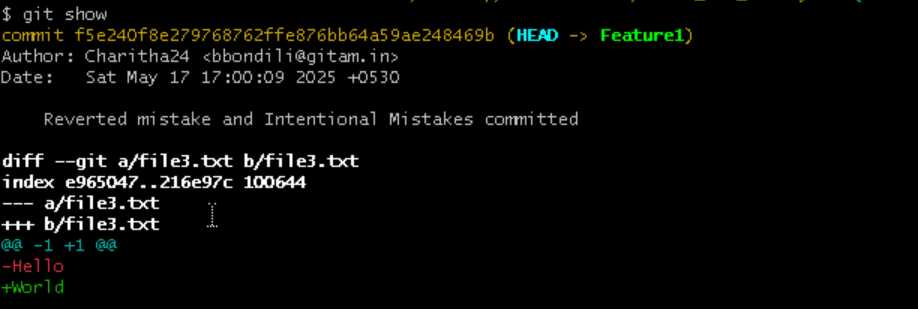 $ git show
commit f5e240f8e279768762ffe876bb64a59ae248469b (HEAD -> Feature1)
Author: Charitha24 <bbondili@gitam.in>
Date:   Sat May 17 17:00:09 2025 +0530
    Reverted mistake and Intentional Mistakes committed
diff --git a/file3.txt b/file3.txt
index e965047..216e97c 100644
--- a/file3.txt
+++ b/file3.txt
@@ -1 +1 @@
-Hello
+World